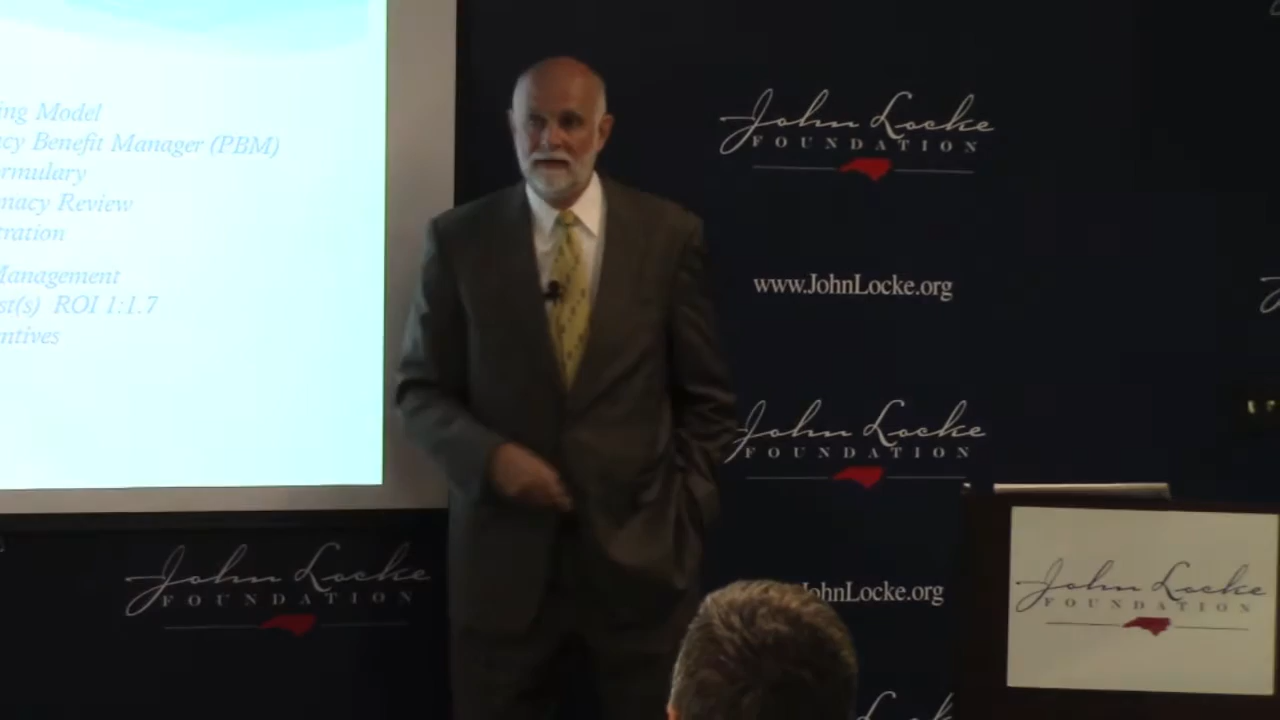 ing Model
cy Benefit Manager (PBM)
ormulary
macy Review
tration
Management
st(s) ROI 1:1.7
ntives
John Locke
FOUNDATION
www.JohnLocke.org
John Locke
FOUNDATION
JohnLocke.org
John Locke
FOUNDATION
John Locke
FOUNDATION